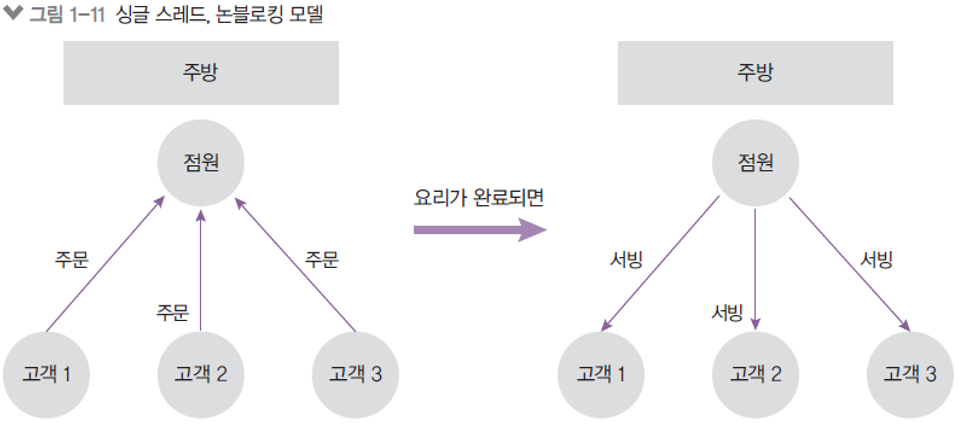 그림 1-11 싱글 스레드, 논블로킹 모델
주방
주방
점원
점원
요리가 완료되면
주문
주문
주문
서빙
서빙
서빙
고객 1
고객 2
고객 3
고객 1
고객 2
고객 3